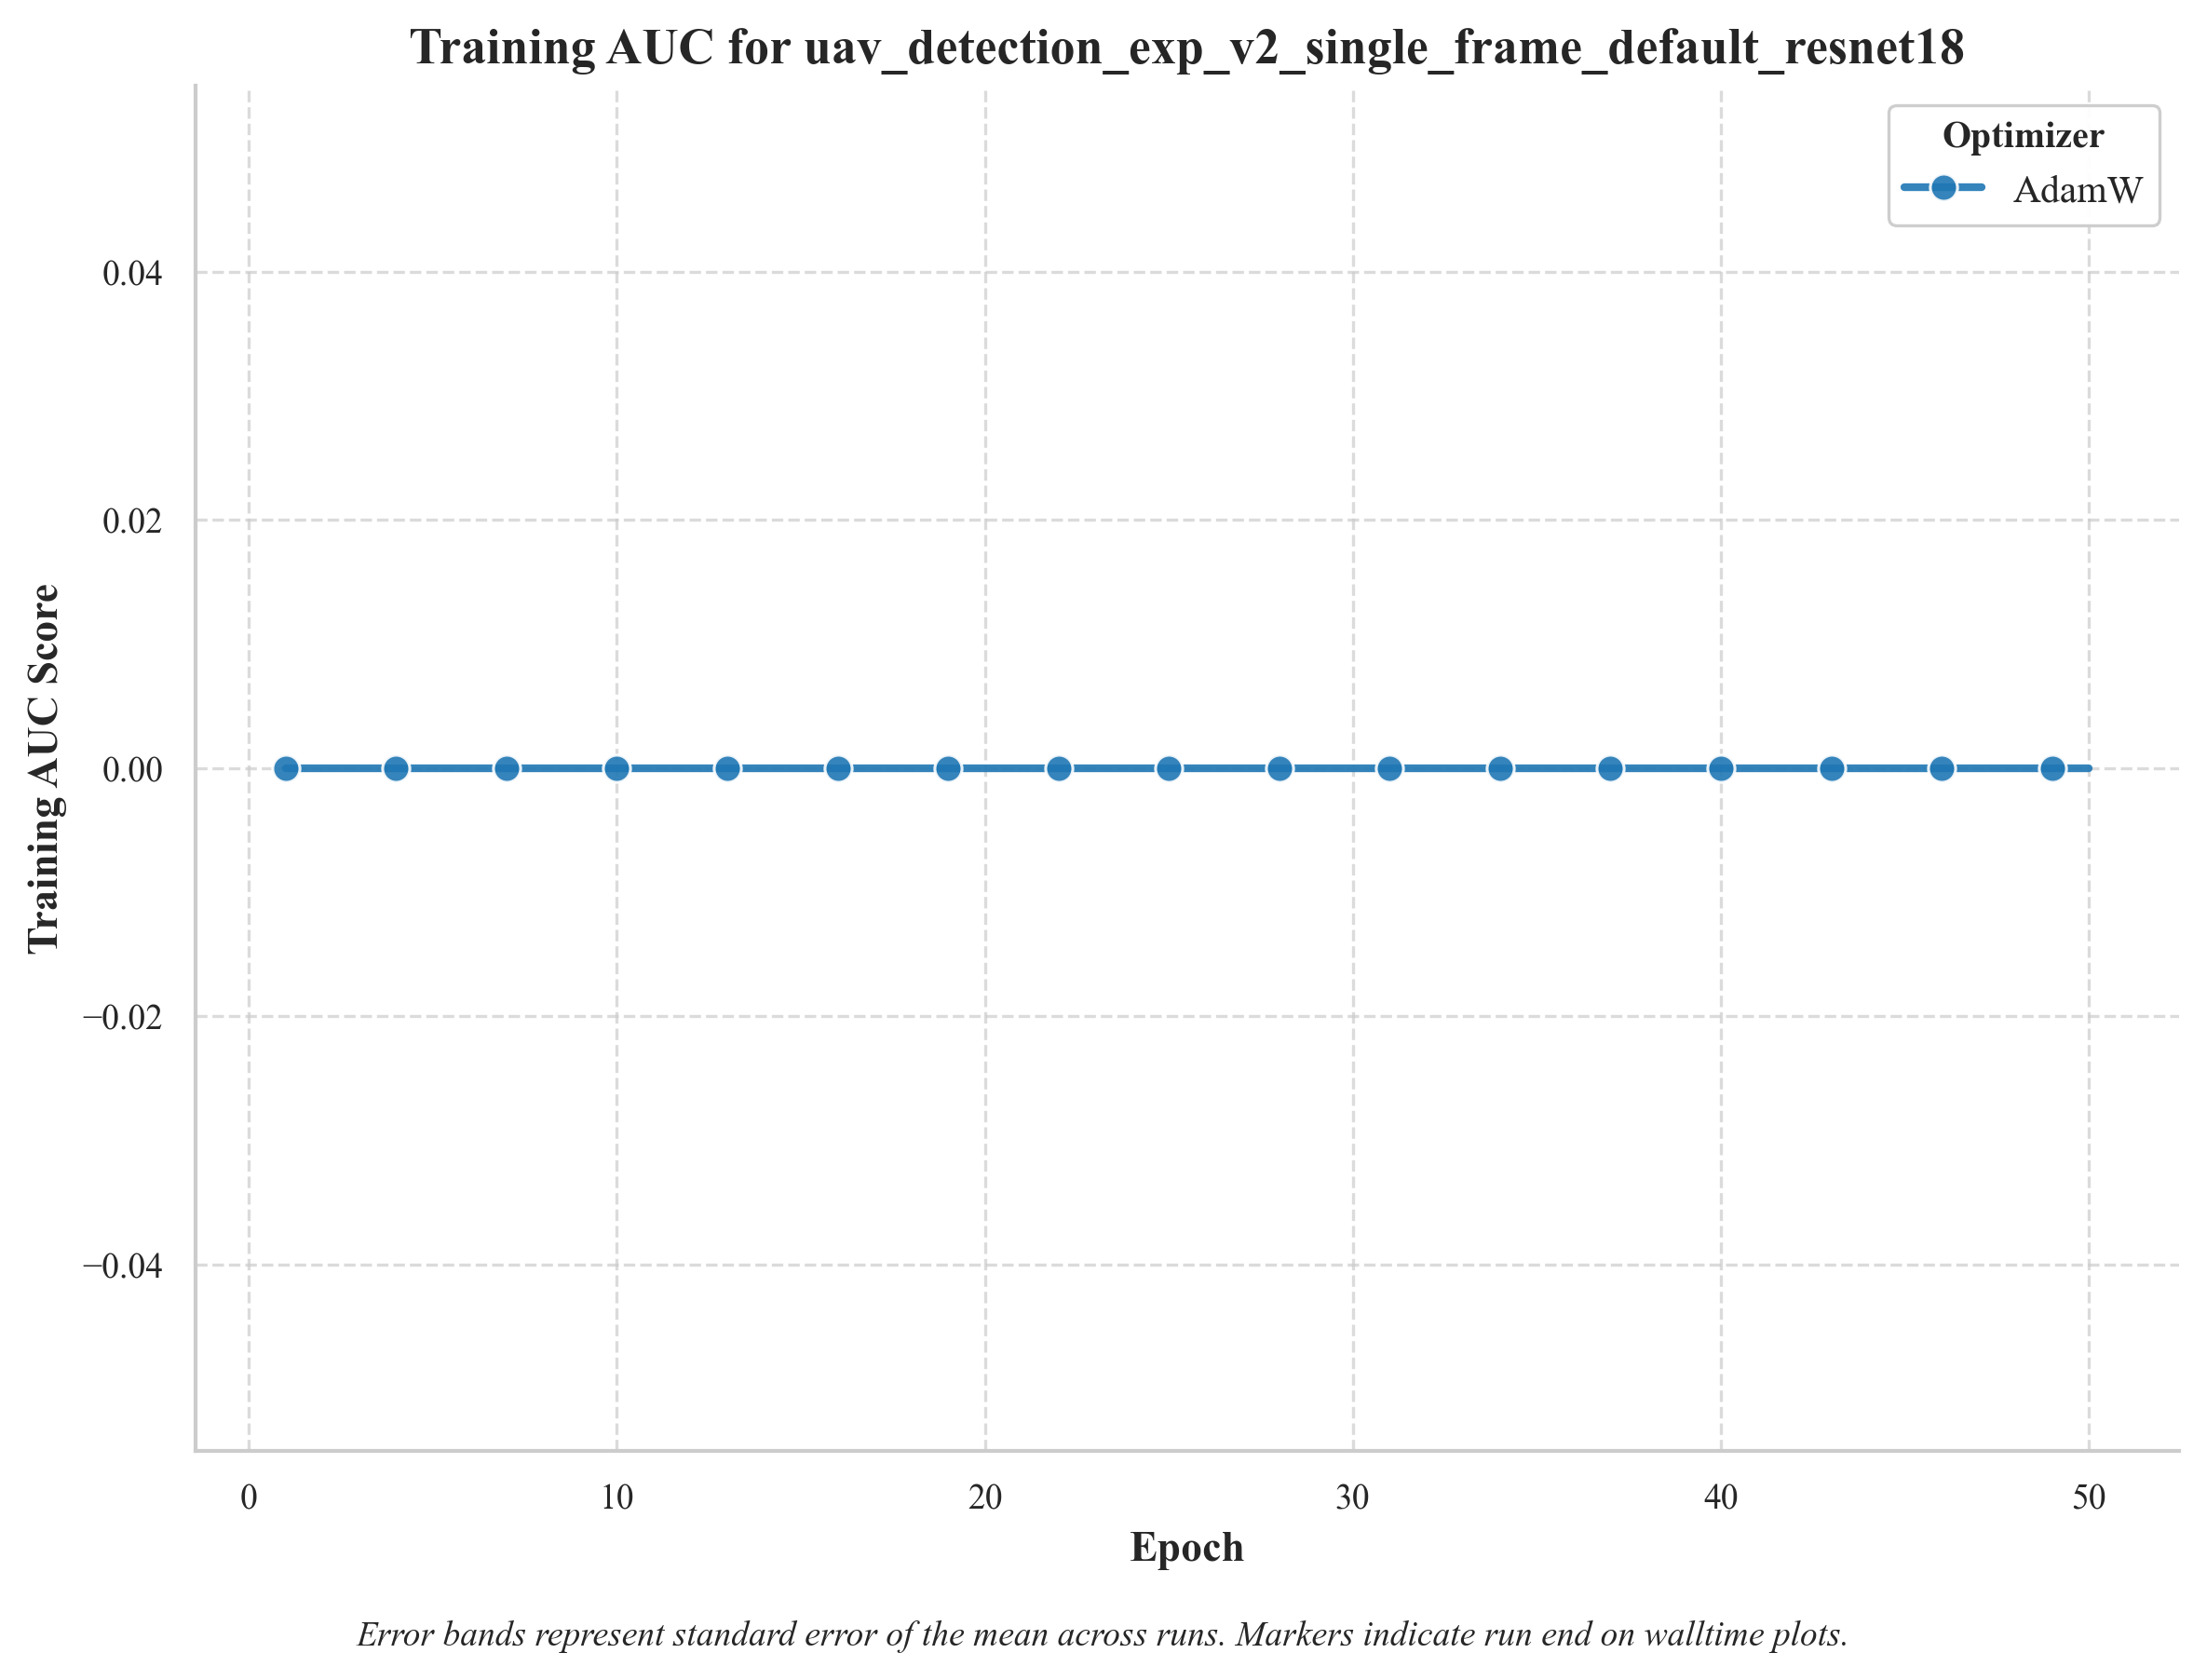 Training AUC for uav_detection_exp_v2_single_frame_default_resnet18
Optimizer
AdamW
Training AUC Score
0.04
0.02
0.00
−0.02
−0.04
0 10 20 30 40 50
Epoch
Error bands represent standard error of the mean across runs. Markers indicate run end on walltime plots.